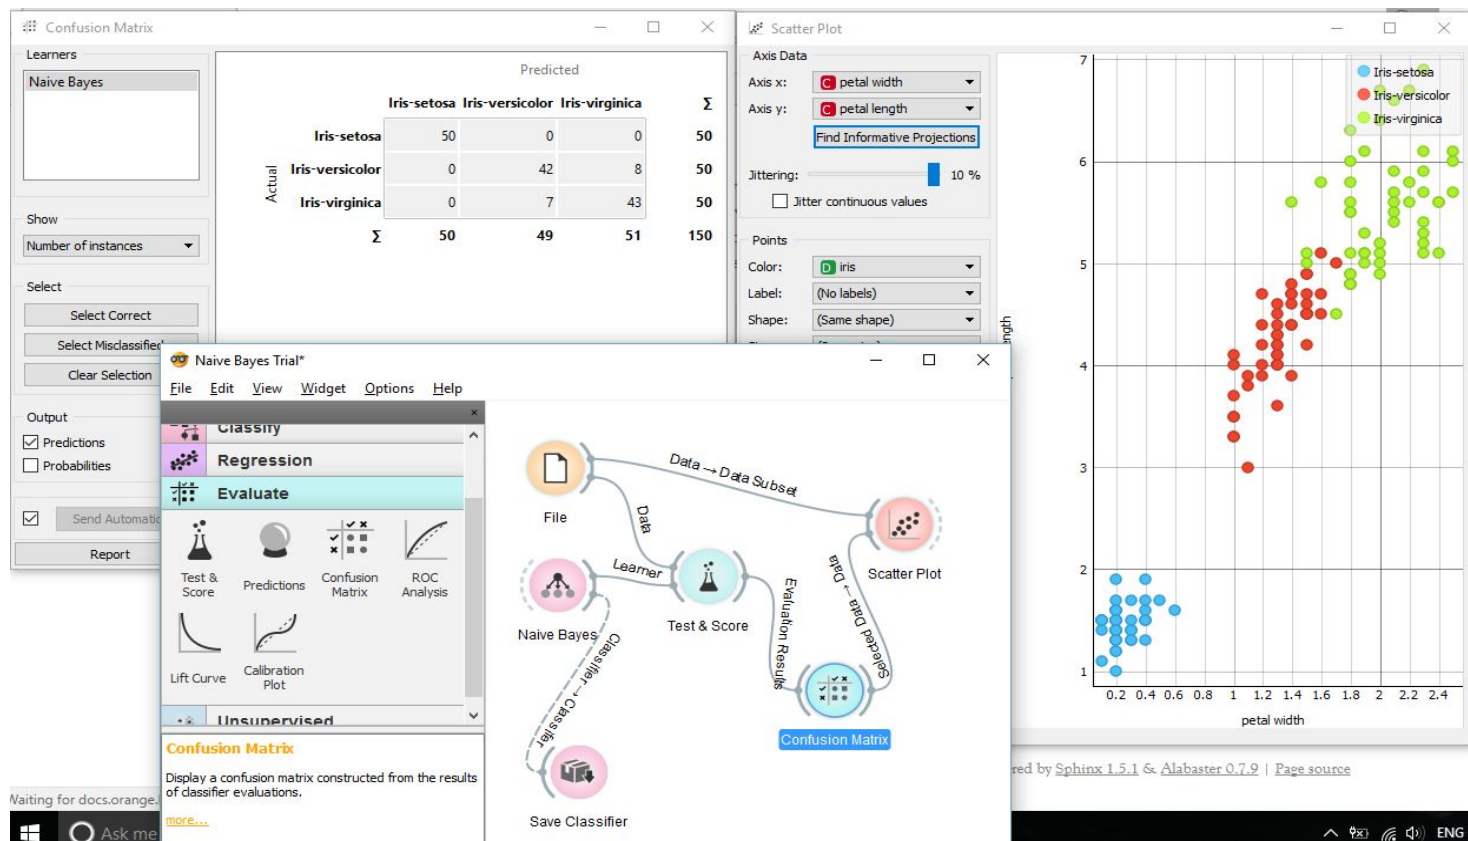 Confusion Matrix
Learners
Naive Bayes
Show
Number of instances
Select
Select Correct
Select Misclassified
Clear Selection
Output
Predictions
Probabilities
Send Automatic
Report
Predicted
Iris-setosa Iris-versicolor Iris-virginica Σ
Actual
Iris-setosa 50 0 0 50
Iris-versicolor 0 42 8 50
Iris-virginica 0 7 43 50
Σ 50 49 51 150
Scatter Plot
Axis Data
Axis x: C petal width
Axis y: C petal length
Find Informative Projections
Jittering: 10 %
Jitter continuous values
Points
Color: D iris
Label: (No labels)
Shape: (Same shape)
Iris-setosa
Iris-versicolor
Iris-virginica
7
6
5
4
3
2
1
0.2 0.4 0.6 0.8 1 1.2 1.4 1.6 1.8 2 2.2 2.4
petal width
Naive Bayes Trial*
File Edit View Widget Options Help
Classify
Regression
Evaluate
Test & Score
Predictions
Confusion Matrix
ROC Analysis
Lift Curve
Calibration Plot
Unsupervised
Confusion Matrix
Display a confusion matrix constructed from the results
of classifier evaluations.
more...
File
Data → Data Subset
Data
Naive Bayes
Learner
Test & Score
Evaluation Results
Scatter Plot
Selected Data → Data
Confusion Matrix
Classifier → Classifier
Save Classifier
Sphinx 1.5.1 & Alabaster 0.7.9 | Page source
Waiting for docs.orange.
Ask me
ENG